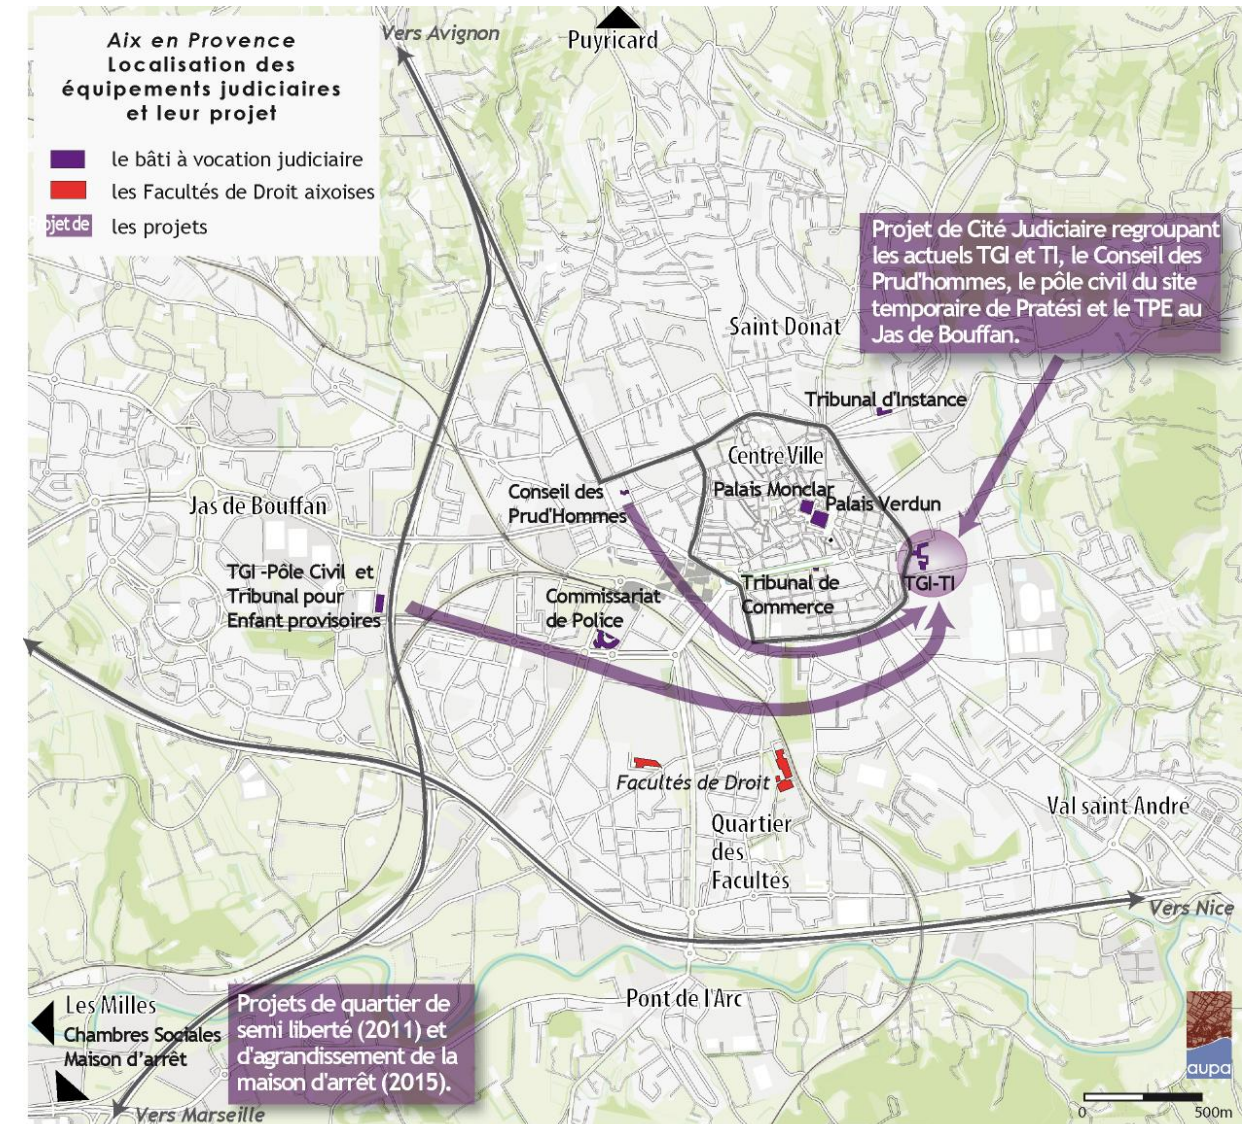 Aix en Provence
Localisation des
équipements judiciaires
et leur projet
le bâti à vocation judiciaire
les Facultés de Droit aixoises
Projet de
les projets
Vers Avignon
Puyricard
Projet de Cité Judiciaire regroupant
les actuels TGI et TI, le Conseil des
Prud'hommes, le pôle civil du site
temporaire de Pratési et le TPE au
Jas de Bouffan.
Saint Donat
Tribunal d'Instance
Centre Ville
Palais Monclar
Palais Verdun
Conseil des
Prud'Hommes
Jas de Bouffan
TGI -Pôle Civil et
Tribunal pour
Enfant provisoires
Commissariat
de Police
Tribunal de
Commerce
TGI-TI
Facultés de Droit
Quartier
des
Facultés
Val saint André
Vers Nice
Pont de l'Arc
Les Milles
Chambres Sociales
Maison d'arrêt
Projets de quartier de
semi liberté (2011) et
d'agrandissement de la
maison d'arrêt (2015).
Vers Marseille
aupa
0 500m